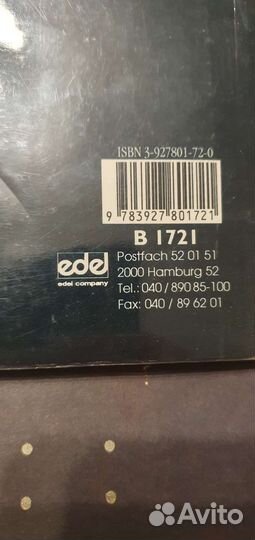 ISBN 3-927801-72-0
9 783927 801721
B 1721
edel
edel company
Postfach 52 01 51
2000 Hamburg 52
Tel.: 040 / 890 85-100
Fax: 040 / 89 62 01
Avito